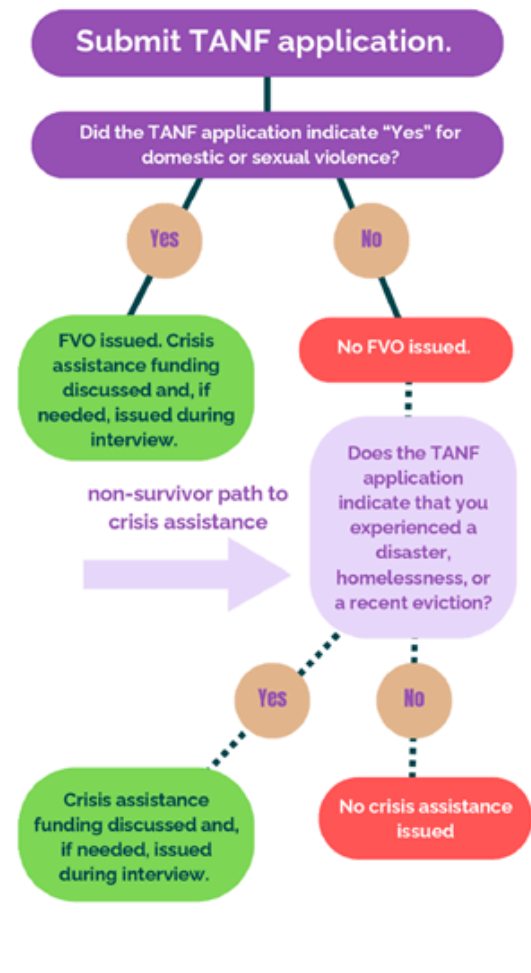 Submit TANF application.
Did the TANF application indicate “Yes” for
domestic or sexual violence?
Yes
No
FVO issued. Crisis
assistance funding
discussed and, if
needed, issued during
interview.
No FVO issued.
non-survivor path to
crisis assistance
Does the TANF
application
indicate that you
experienced a
disaster,
homelessness, or
a recent eviction?
Yes
No
Crisis assistance
funding discussed and,
if needed, issued
during interview.
No crisis assistance
issued